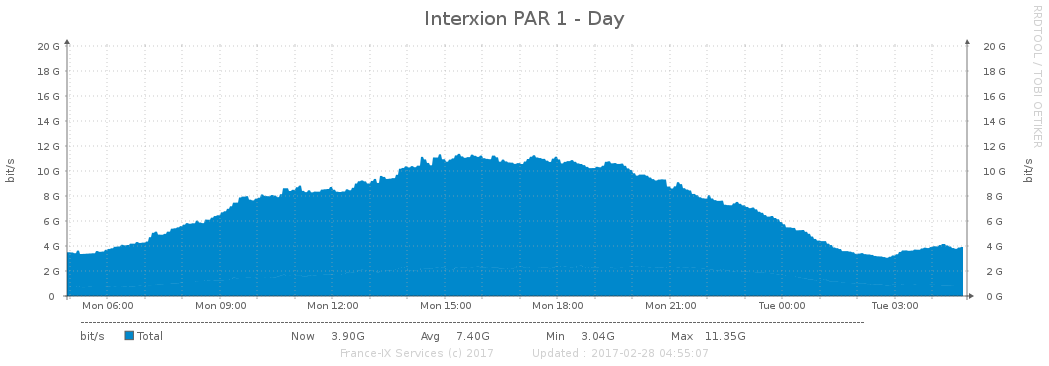 Interxion PAR 1 - Day
RRDTOOL / TOBI OETIKER
bit/s
20 G 20 G
18 G 18 G
16 G 16 G
14 G 14 G
12 G 12 G
10 G 10 G
8 G 8 G
6 G 6 G
4 G 4 G
2 G 2 G
0 0 G
bit/s
Mon 06:00 Mon 09:00 Mon 12:00 Mon 15:00 Mon 18:00 Mon 21:00 Tue 00:00 Tue 03:00
bit/s Total Now 3.90G Avg 7.40G Min 3.04G Max 11.35G
France-IX Services (c) 2017 Updated : 2017-02-28 04:55:07